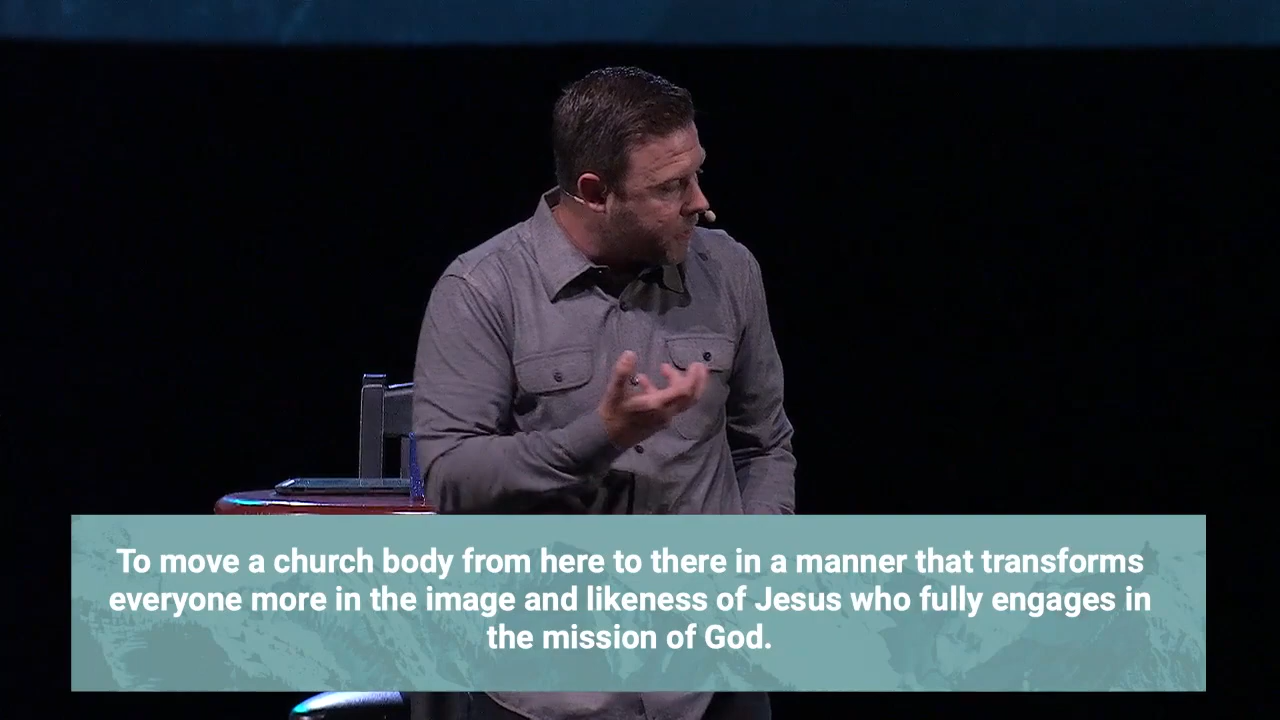 To move a church body from here to there in a manner that transforms
everyone more in the image and likeness of Jesus who fully engages in
the mission of God.